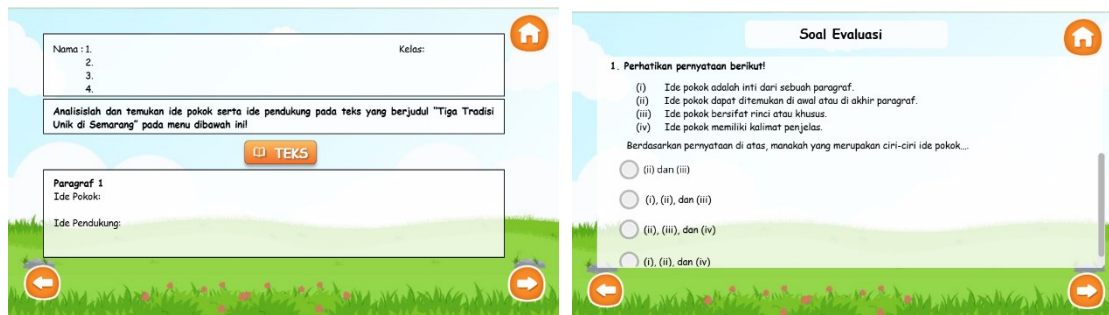 Nama : 1.
2.
3.
4.
Kelas:
Analisislah dan temukan ide pokok serta ide pendukung pada teks yang berjudul "Tiga Tradisi
Unik di Semarang" pada menu dibawah ini!
TEKS
Paragraf 1
Ide Pokok:
Ide Pendukung:
Soal Evaluasi
1. Perhatikan pernyataan berikut!
(i) Ide pokok adalah inti dari sebuah paragraf.
(ii) Ide pokok dapat ditemukan di awal atau di akhir paragraf.
(iii) Ide pokok bersifat rinci atau khusus.
(iv) Ide pokok memiliki kalimat penjelas.
Berdasarkan pernyataan di atas, manakah yang merupakan ciri-ciri ide pokok....
(ii) dan (iii)
(i), (ii), dan (iii)
(ii), (iii), dan (iv)
(i), (ii), dan (iv)